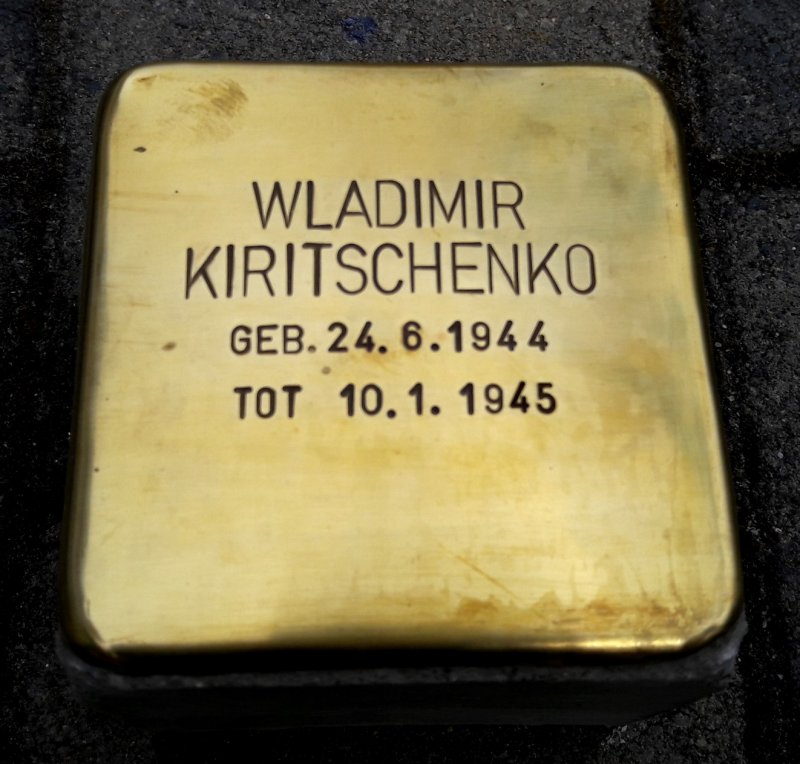 WLADIMIR
KIRITSCHENKO
GEB. 24. 6. 1944
TOT 10. 1. 1945